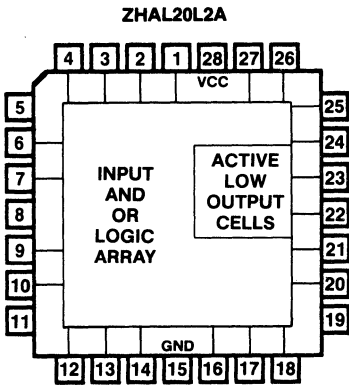 ZHAL20L2A
4 3 2 1 28 27 26
VCC
5
6
7
8
9
10
11
25
24
23
22
21
20
19
INPUT
AND
OR
LOGIC
ARRAY
ACTIVE
LOW
OUTPUT
CELLS
GND
12 13 14 15 16 17 18